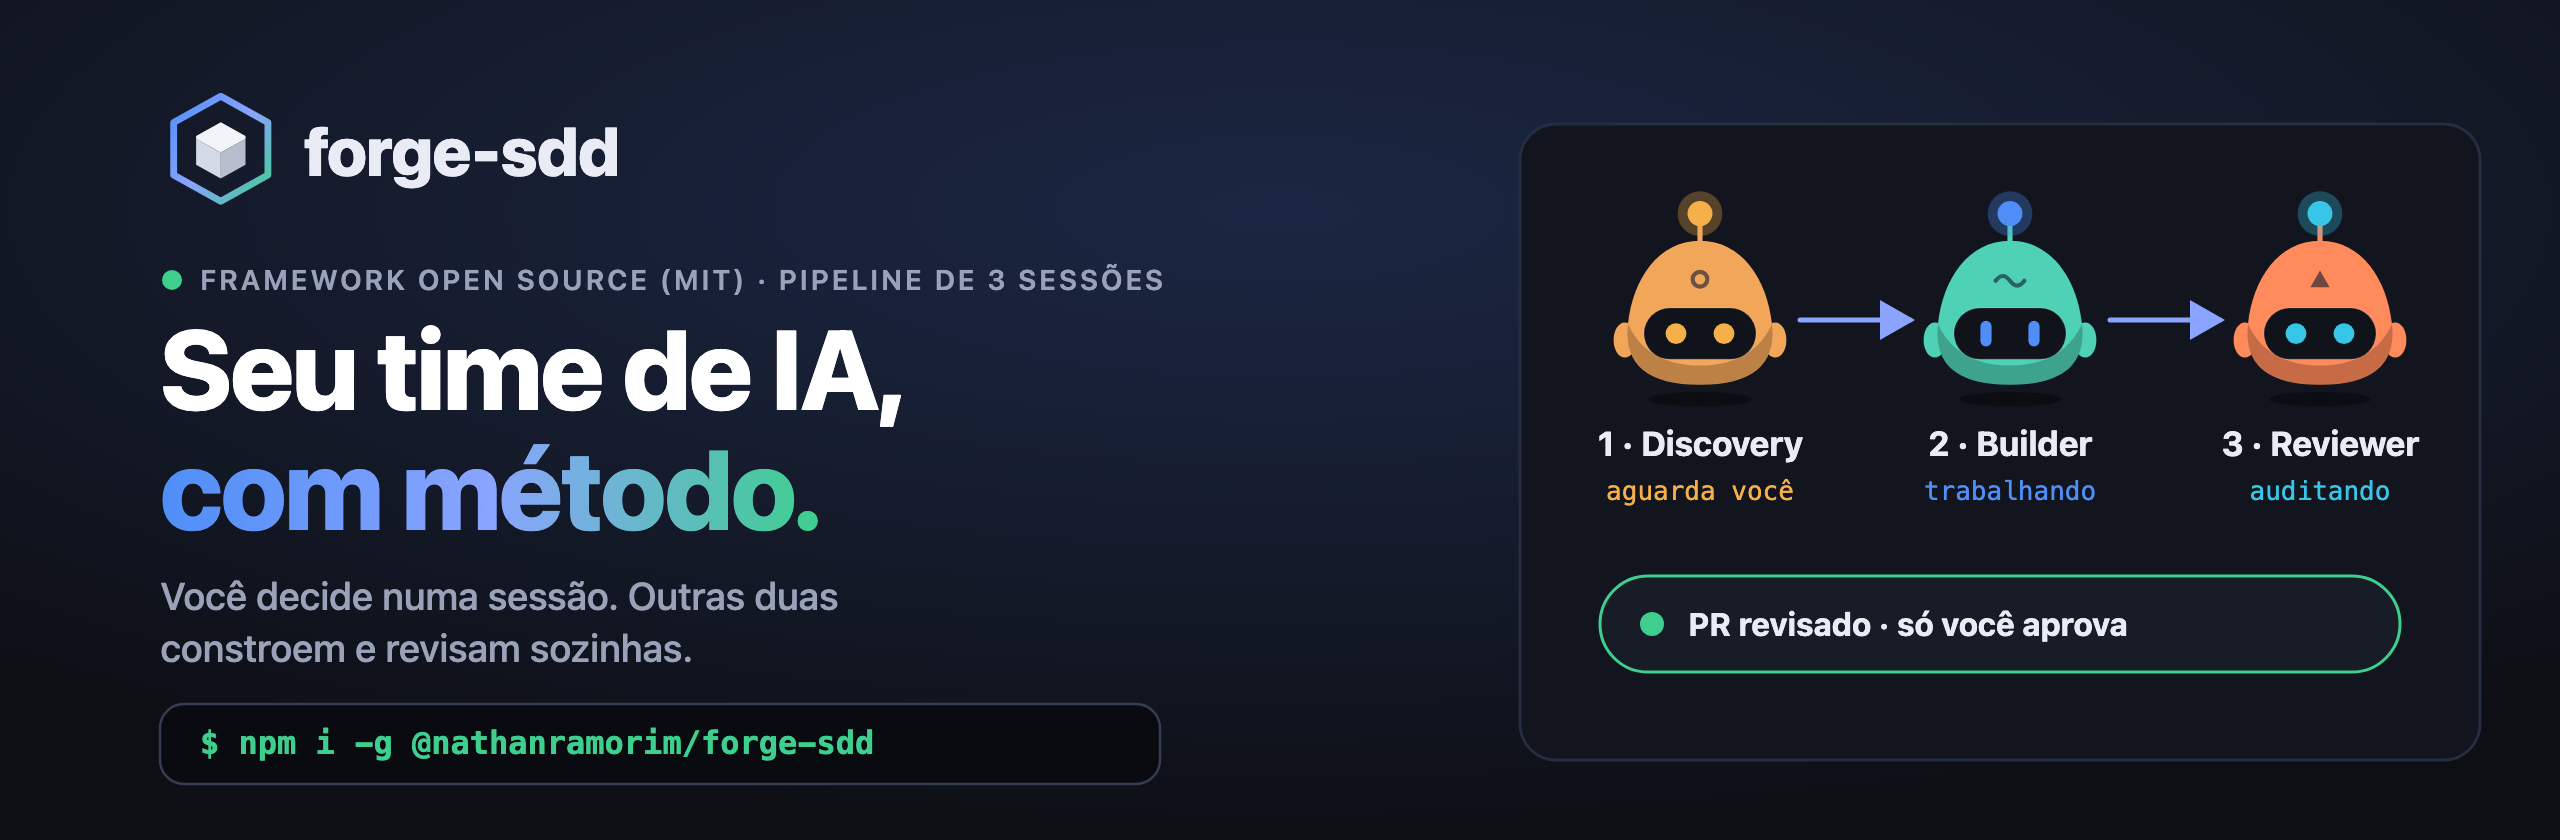 forge-sdd
FRAMEWORK OPEN SOURCE (MIT) · PIPELINE DE 3 SESSÕES
Seu time de IA,
com método.
Você decide numa sessão. Outras duas
constroem e revisam sozinhas.
$ npm i -g @nathanramorim/forge-sdd
1 · Discovery
aguarda você
2 · Builder
trabalhando
3 · Reviewer
auditando
PR revisado · só você aprova